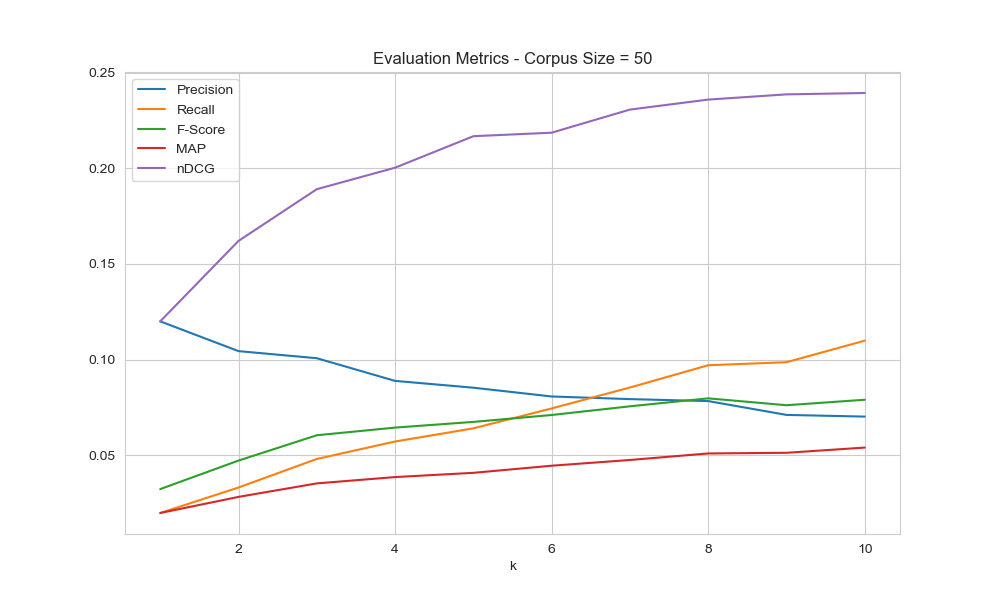 Evaluation Metrics - Corpus Size = 50
0.25
0.20
0.15
0.10
0.05
Precision
Recall
F-Score
MAP
nDCG
2 4 6 8 10
k